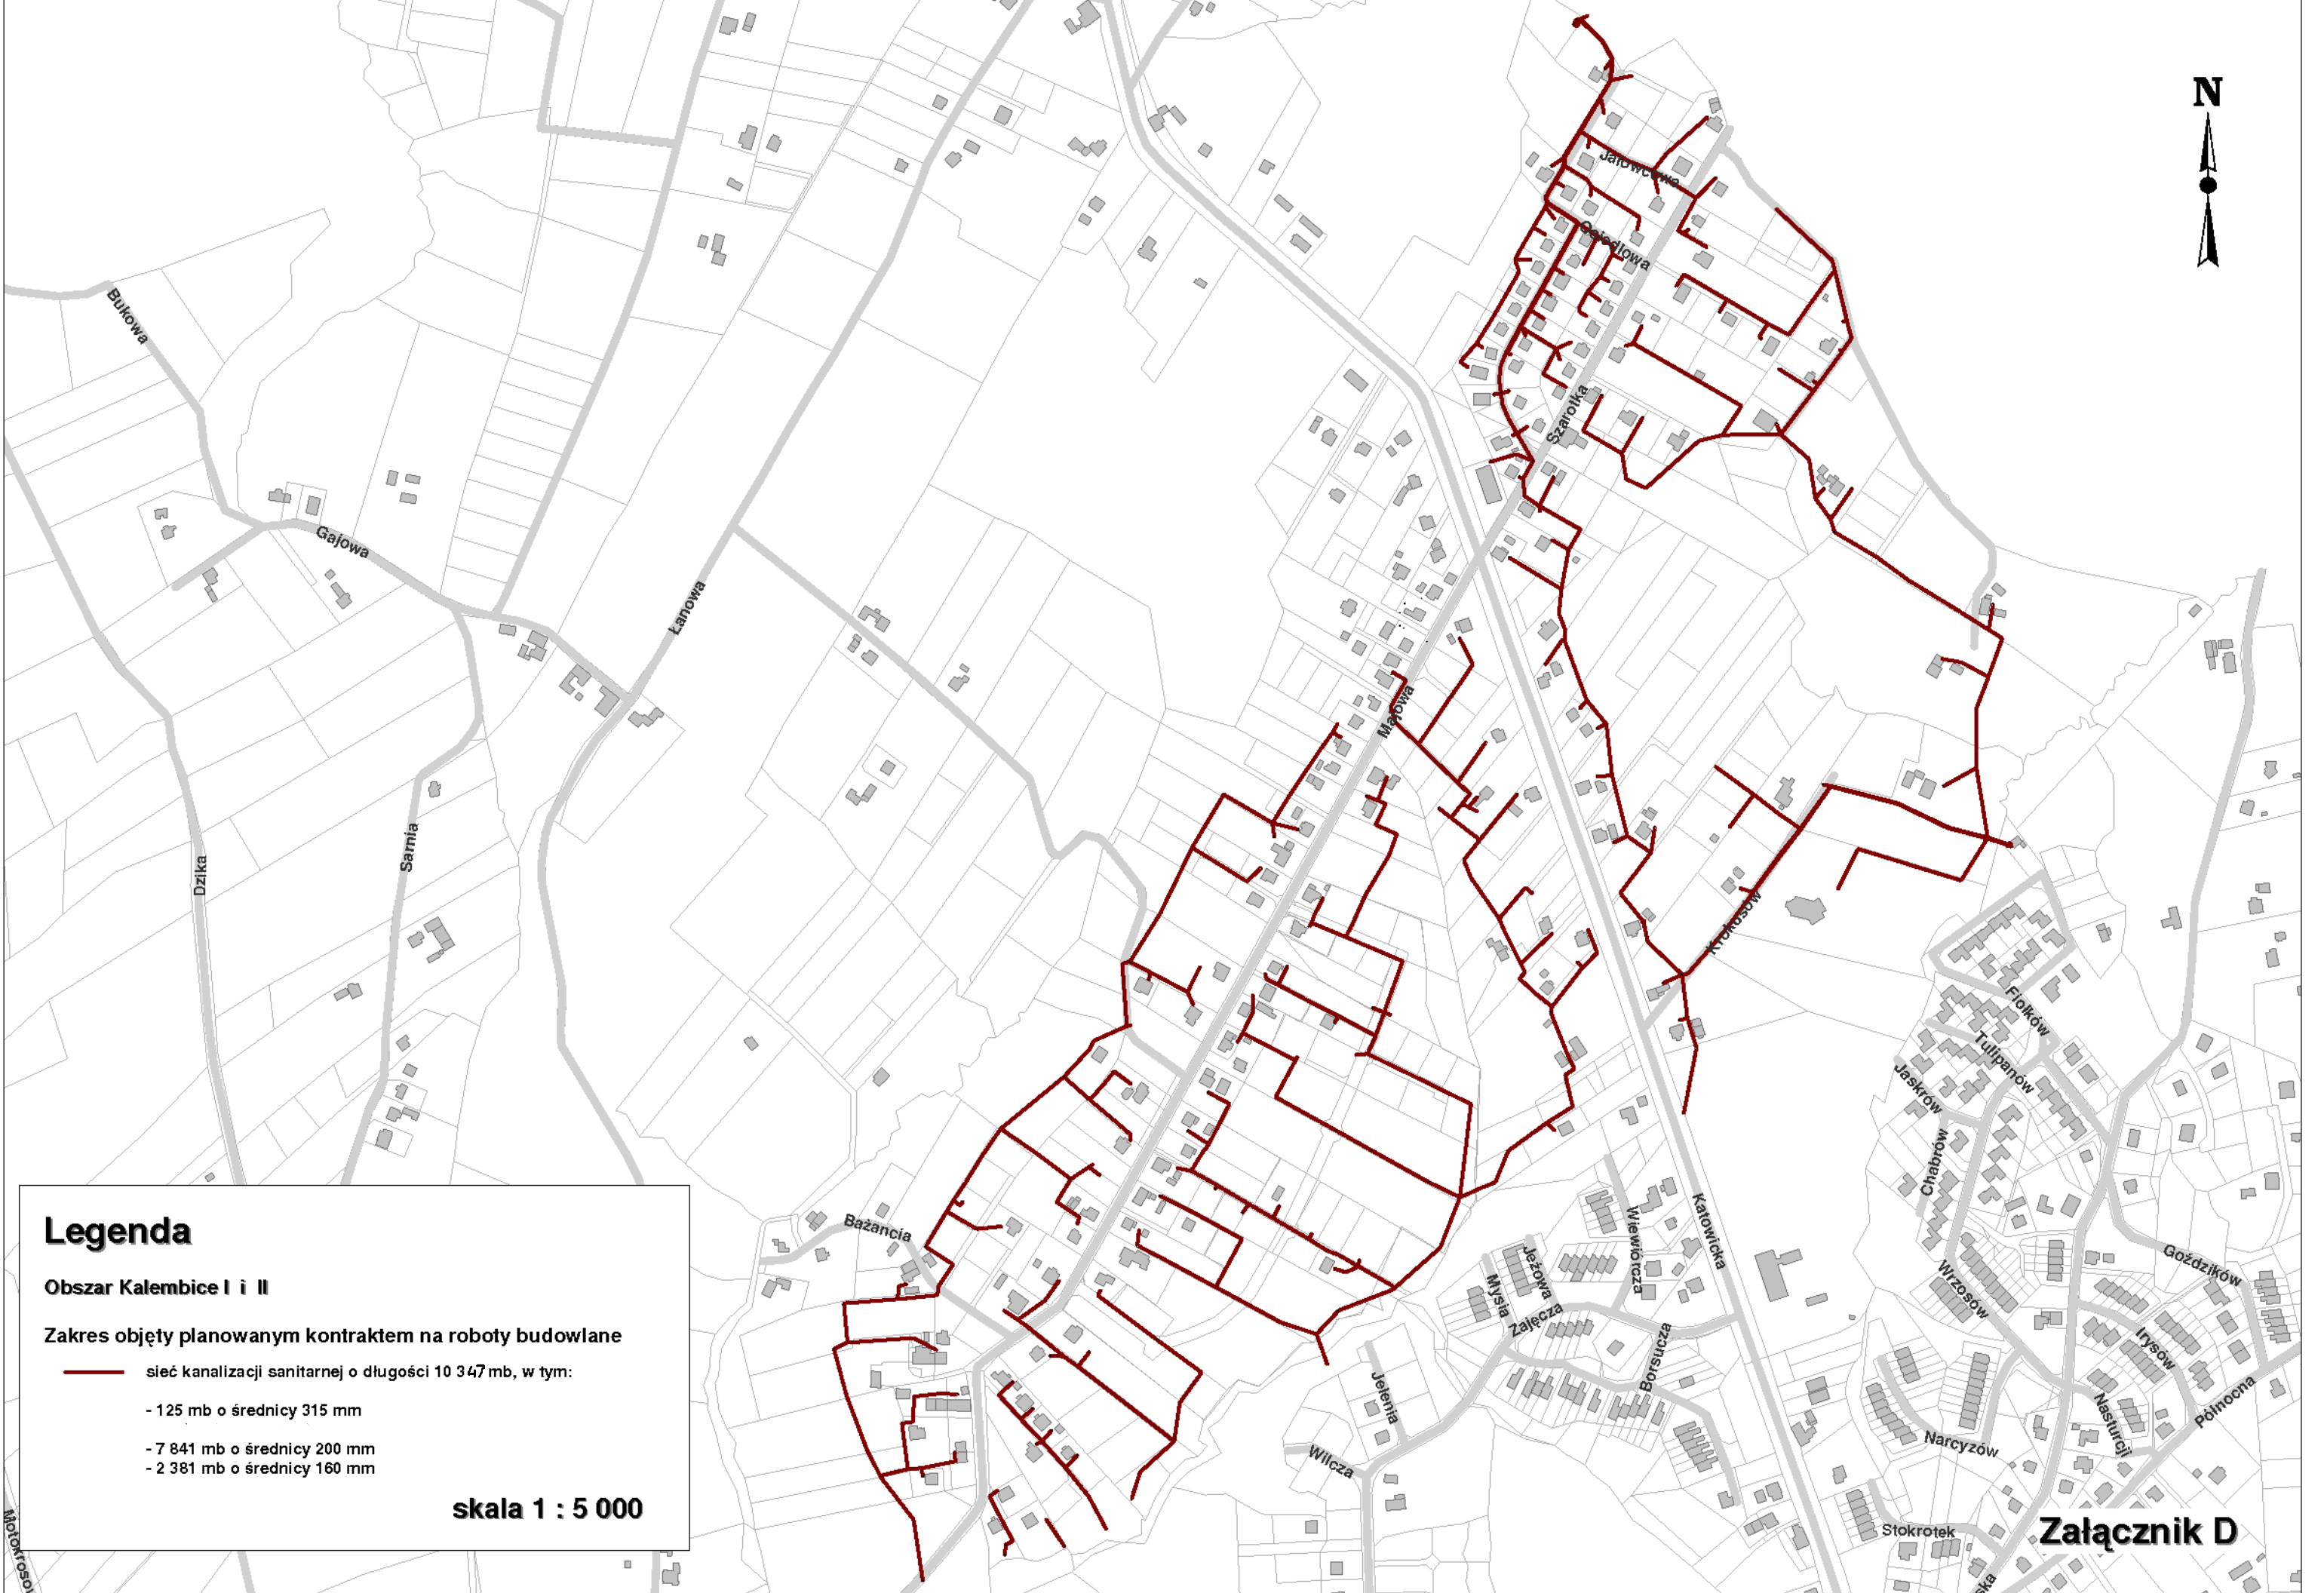 N
Jałowcowa
Osiedlowa
Bukowa
Szarotka
Gajowa
Łanowa
Majowa
Dzika
Sarnia
Krokusów
Fiołków
Tulipanów
Jaskrów
Chabrów
Bażancia
Wiewiórcza
Katowicka
Jeżowa
Mysia
Zajęcza
Wrzosów
Goździków
Borsucza
Irysów
Jelenia
Północna
Nasturcji
Narcyzów
Wilcza
Stokrotek
Legenda
Obszar Kalembice I i II
Zakres objęty planowanym kontraktem na roboty budowlane
sieć kanalizacji sanitarnej o długości 10 347 mb, w tym:
- 125 mb o średnicy 315 mm
- 7 841 mb o średnicy 200 mm
- 2 381 mb o średnicy 160 mm
skala 1 : 5 000
Załącznik D